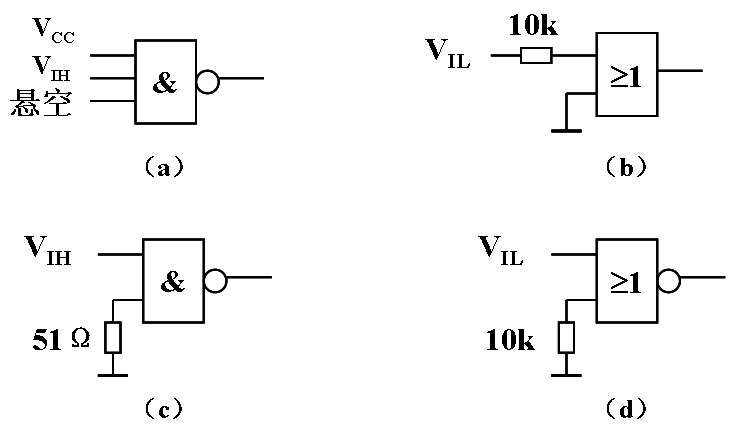 V_CC
V_IH
悬空
&
(a)
10k
V_IL
≥1
(b)
V_IH
&
51 Ω
(c)
V_IL
≥1
10k
(d)